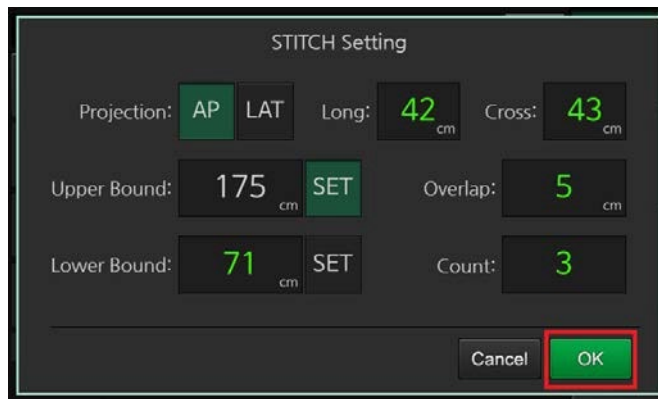 STITCH Setting
Projection: AP LAT Long: 42 cm Cross: 43 cm
Upper Bound: 175 cm SET Overlap: 5 cm
Lower Bound: 71 cm SET Count: 3
Cancel OK